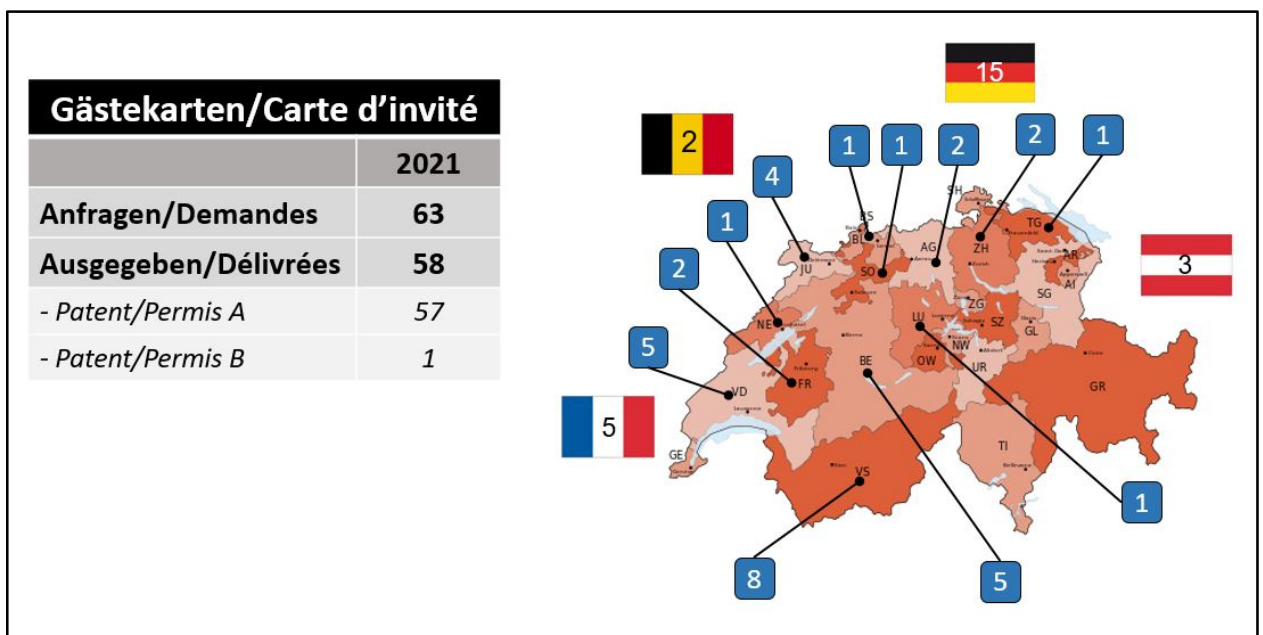 Gästekarten/Carte d'invité
2021
Anfragen/Demandes 63
Ausgegeben/Délivrées 58
- Patent/Permis A 57
- Patent/Permis B 1
15
2
1
1
2
2
1
4
1
2
5
5
3
8
5
1
SH
BS
BL
TG
JU
AG
ZH
SO
AR
AI
SG
NE
LU
ZG
SZ
GL
NW
OW
UR
BE
FR
VD
GR
GE
VS
TI